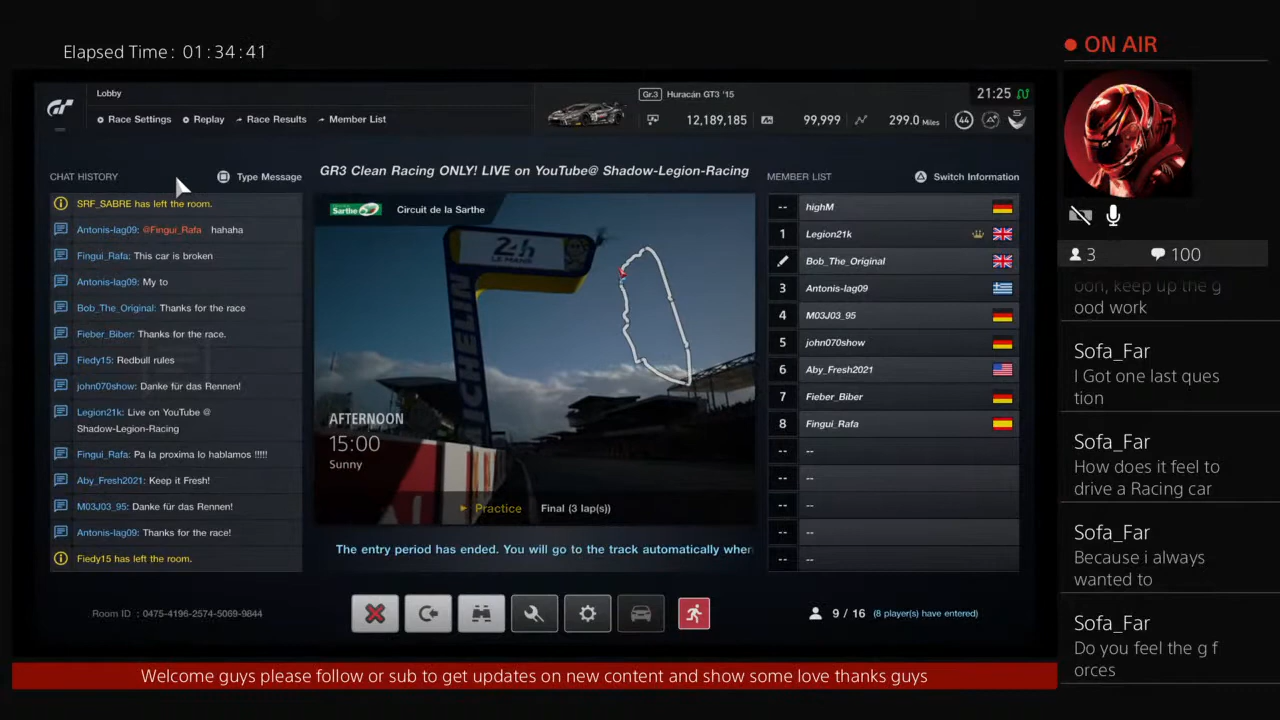 Elapsed Time: 01:34:41
ON AIR
Lobby
Gr.3 Huracán GT3 '15
21:25
Race Settings Replay Race Results Member List
12,189,185 99,999 299.0 Miles 44 S
CHAT HISTORY
Type Message
SRF_SABRE has left the room.
Antonis-lag09: @Fingui_Rafa hahaha
Fingui_Rafa: This car is broken
Antonis-lag09: My to
Bob_The_Original: Thanks for the race
Fieber_Biber: Thanks for the race.
Fiedy15: Redbull rules
john070show: Danke für das Rennen!
Legion21k: Live on YouTube @
Shadow-Legion-Racing
Fingui_Rafa: Pa la proxima lo hablamos !!!!!
Aby_Fresh2021: Keep it Fresh!
M03J03_95: Danke für das Rennen!
Antonis-lag09: Thanks for the race!
Fiedy15 has left the room.
GR3 Clean Racing ONLY! LIVE on YouTube@ Shadow-Legion-Racing
Sarthe Circuit de la Sarthe
24h
LE MANS
MICHELIN
AFTERNOON
15:00
Sunny
Practice Final (3 lap(s))
The entry period has ended. You will go to the track automatically when
MEMBER LIST
Switch Information
-- highM
1 Legion21k
Bob_The_Original
3 Antonis-lag09
4 M03J03_95
5 john070show
6 Aby_Fresh2021
7 Fieber_Biber
8 Fingui_Rafa
-- --
-- --
-- --
-- --
-- --
Room ID : 0475-4196-2574-5069-9844
9 / 16 (8 player(s) have entered)
Welcome guys please follow or sub to get updates on new content and show some love thanks guys
3 100
oon, keep up the g
ood work
Sofa_Far
I Got one last ques
tion
Sofa_Far
How does it feel to
drive a Racing car
Sofa_Far
Because i always
wanted to
Sofa_Far
Do you feel the g f
orces